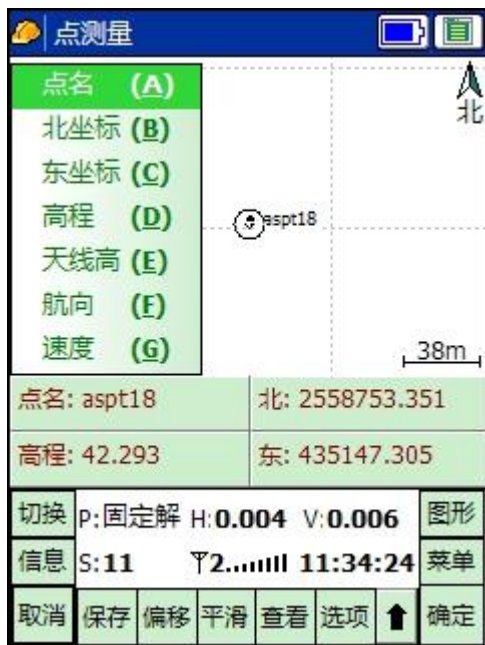 点测量
点名 (A)
北坐标 (B)
东坐标 (C)
高程 (D)
天线高 (E)
航向 (F)
速度 (G)
北
aspt18
38m
点名: aspt18 北: 2558753.351
高程: 42.293 东: 435147.305
切换 P:固定解 H:0.004 V:0.006 图形
信息 S:11 2 11:34:24 菜单
取消 保存 偏移 平滑 查看 选项 确定